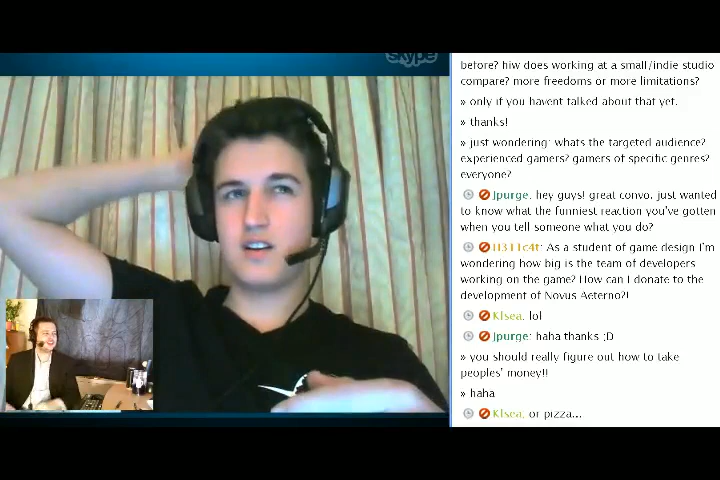 skype
before? hiw does working at a small/indie studio
compare? more freedoms or more limitations?
» only if you havent talked about that yet.
» thanks!
» just wondering: whats the targeted audience?
experienced gamers? gamers of specific genres?
everyone?
Jpurge: hey guys! great convo. just wanted
to know what the funniest reaction you've gotten
when you tell someone what you do?
H311c4t: As a student of game design I'm
wondering how big is the team of developers
working on the game? How can I donate to the
development of Novus Aeterno?!
Klsea: lol
Jpurge: haha thanks ;D
» you should really figure out how to take
peoples' money!!
» haha
Klsea: or pizza...